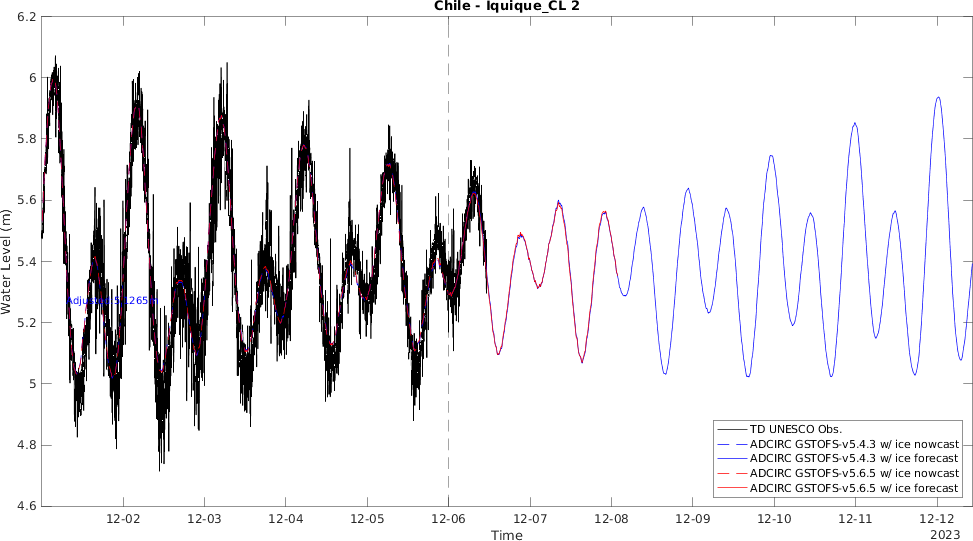 Chile - Iquique_CL 2
6.2
6
5.8
5.6
5.4
5.2
5
4.8
4.6
Water Level (m)
12-02
12-03
12-04
12-05
12-06
12-07
12-08
12-09
12-10
12-11
12-12
2023
Time
TD UNESCO Obs.
ADCIRC GSTOFS-v5.4.3 w/ ice nowcast
ADCIRC GSTOFS-v5.4.3 w/ ice forecast
ADCIRC GSTOFS-v5.6.5 w/ ice nowcast
ADCIRC GSTOFS-v5.6.5 w/ ice forecast